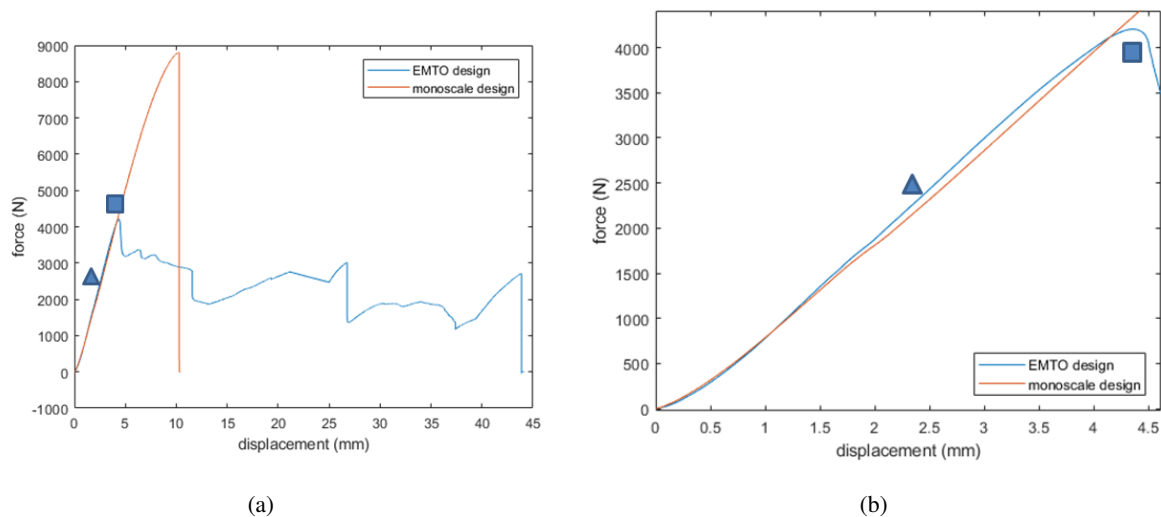 9000
8000
7000
6000
5000
4000
3000
2000
1000
0
-1000
0 5 10 15 20 25 30 35 40 45
force (N)
displacement (mm)
EMTO design
monoscale design
(a)
4000
3500
3000
2500
2000
1500
1000
500
0
0 0.5 1 1.5 2 2.5 3 3.5 4 4.5
force (N)
displacement (mm)
EMTO design
monoscale design
(b)